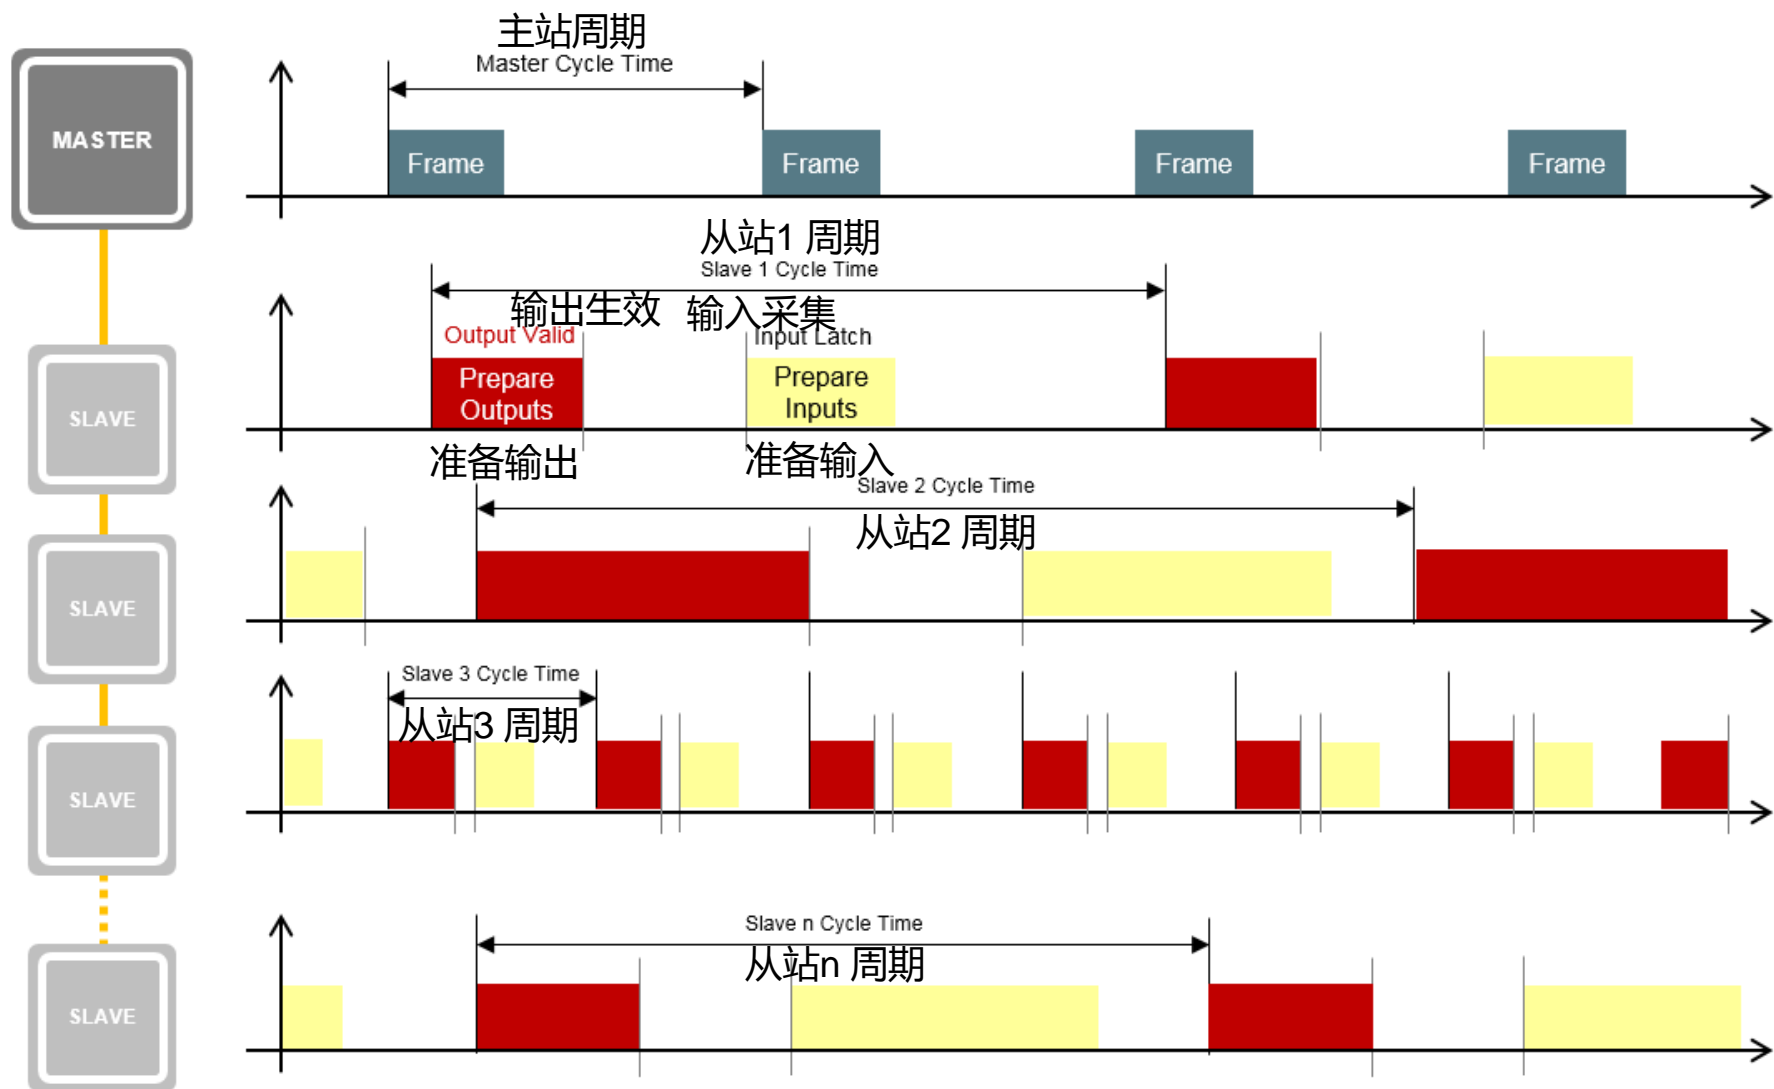 主站周期
Master Cycle Time
MASTER
Frame
Frame
Frame
Frame
从站1 周期
Slave 1 Cycle Time
输出生效
输入采集
Output Valid
Input Latch
Prepare
Outputs
Prepare
Inputs
SLAVE
准备输出
准备输入
Slave 2 Cycle Time
从站2 周期
SLAVE
Slave 3 Cycle Time
从站3 周期
SLAVE
Slave n Cycle Time
从站n 周期
SLAVE